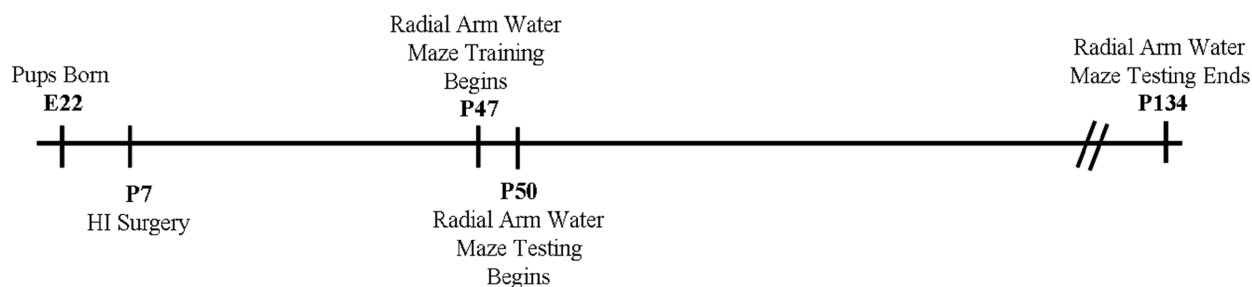 Pups Born
E22
P7
HI Surgery
Radial Arm Water
Maze Training
Begins
P47
P50
Radial Arm Water
Maze Testing
Begins
Radial Arm Water
Maze Testing Ends
P134